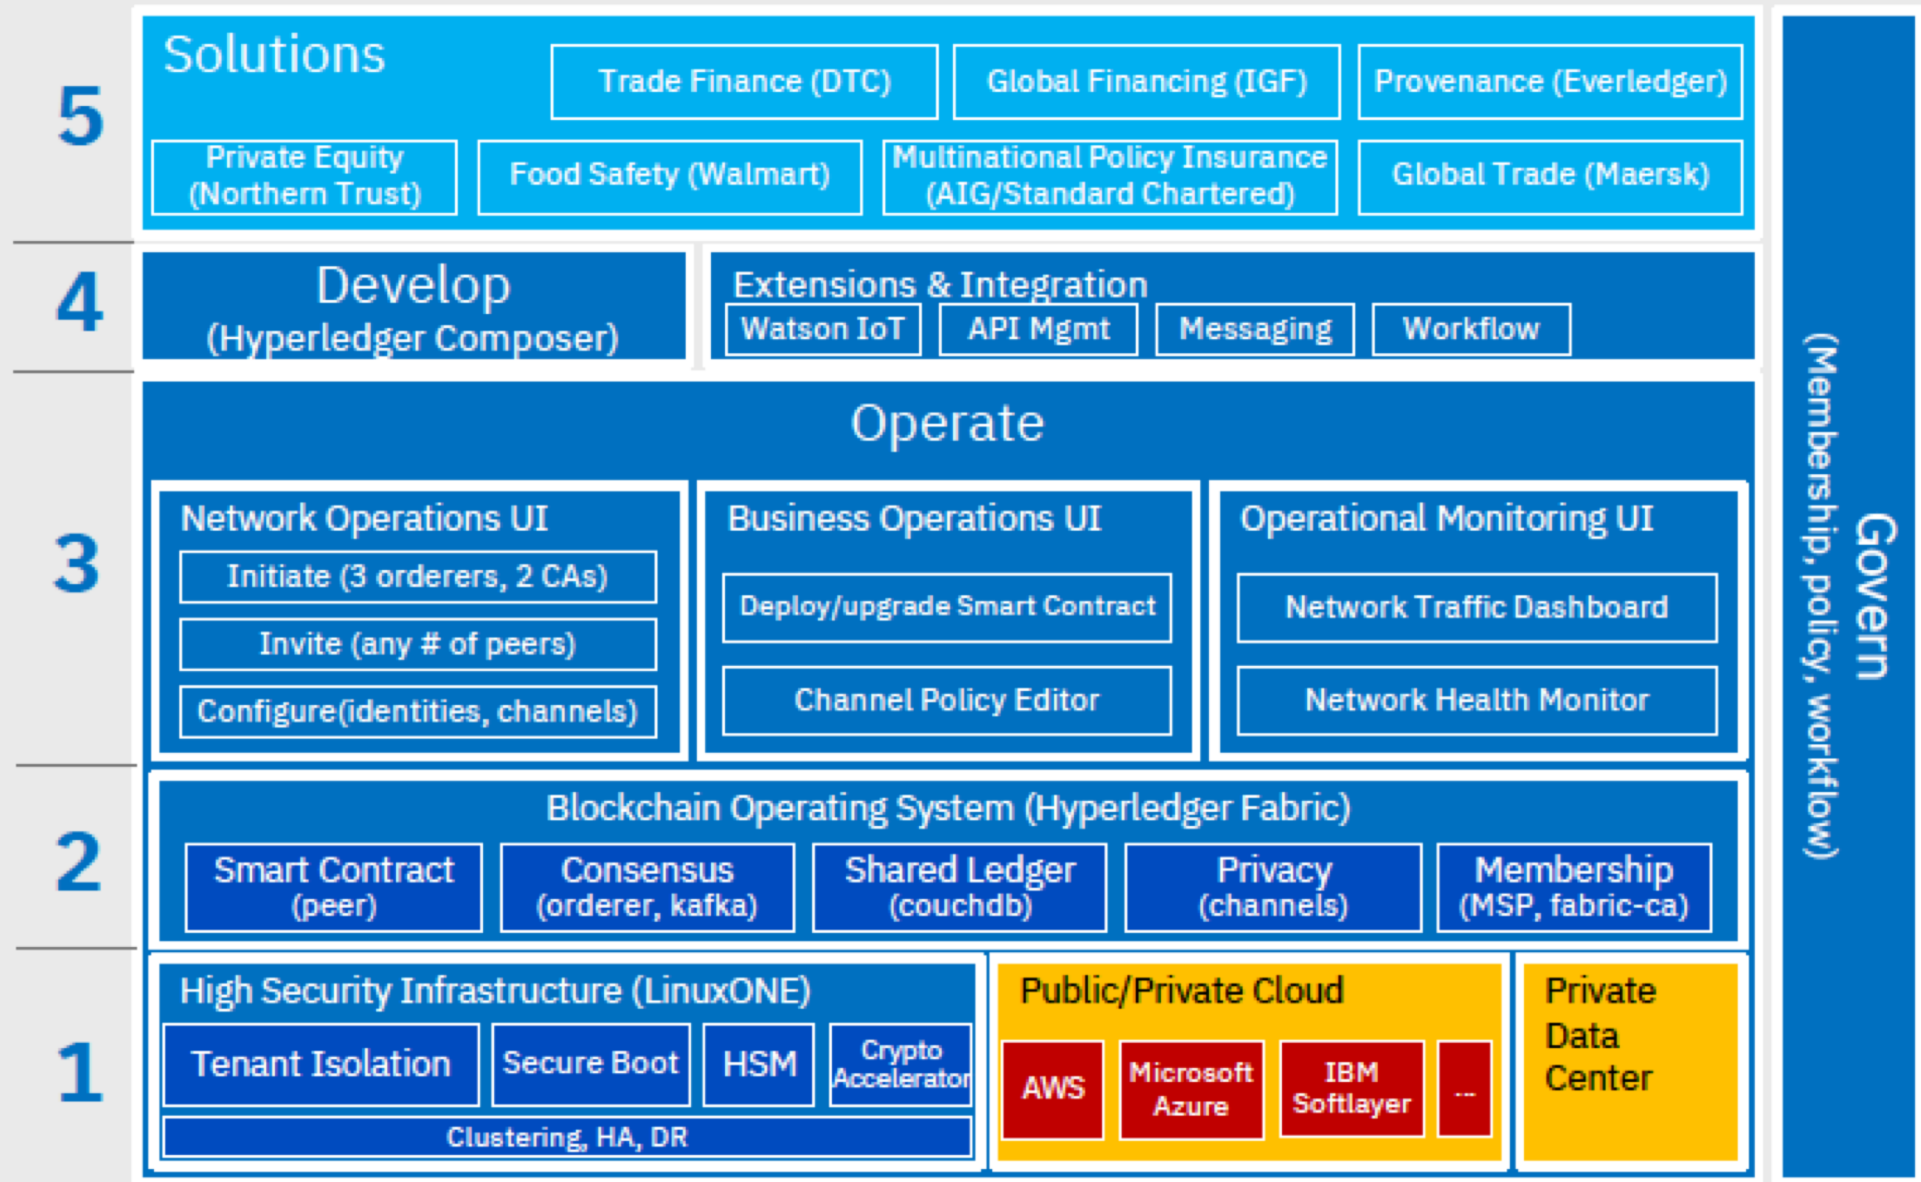 5
Solutions
Trade Finance (DTC)
Global Financing (IGF)
Provenance (Everledger)
Private Equity
(Northern Trust)
Food Safety (Walmart)
Multinational Policy Insurance
(AIG/Standard Chartered)
Global Trade (Maersk)
4
Develop
(Hyperledger Composer)
Extensions & Integration
Watson IoT
API Mgmt
Messaging
Workflow
3
Operate
Network Operations UI
Initiate (3 orderers, 2 CAs)
Invite (any # of peers)
Configure(identities, channels)
Business Operations UI
Deploy/upgrade Smart Contract
Channel Policy Editor
Operational Monitoring UI
Network Traffic Dashboard
Network Health Monitor
2
Blockchain Operating System (Hyperledger Fabric)
Smart Contract
(peer)
Consensus
(orderer, kafka)
Shared Ledger
(couchdb)
Privacy
(channels)
Membership
(MSP, fabric-ca)
1
High Security Infrastructure (LinuxONE)
Tenant Isolation
Secure Boot
HSM
Crypto
Accelerator
Clustering, HA, DR
Public/Private Cloud
AWS
Microsoft
Azure
IBM
Softlayer
...
Private
Data
Center
Govern
(Membership, policy, workflow)